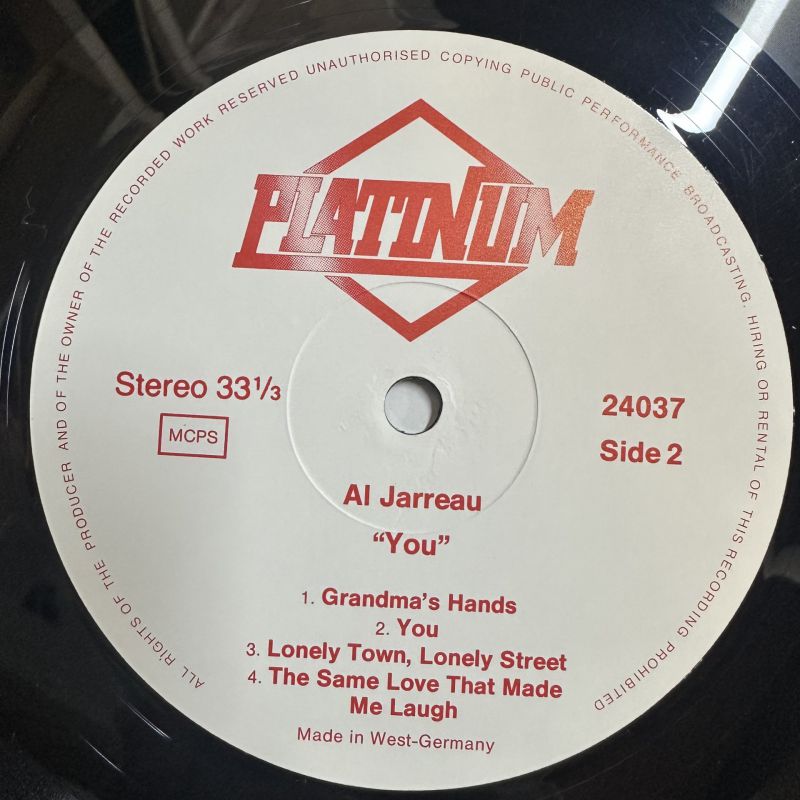 ALL RIGHTS OF THE PRODUCER AND OF THE OWNER OF THE RECORDED WORK RESERVED UNAUTHORISED COPYING PUBLIC PERFORMANCE BROADCASTING, HIRING OR RENTAL OF THIS RECORDING PROHIBITED
PLATINUM
Stereo 33⅓
MCPS
24037
Side 2
Al Jarreau
“You”
1. Grandma's Hands
2. You
3. Lonely Town, Lonely Street
4. The Same Love That Made
Me Laugh
Made in West-Germany